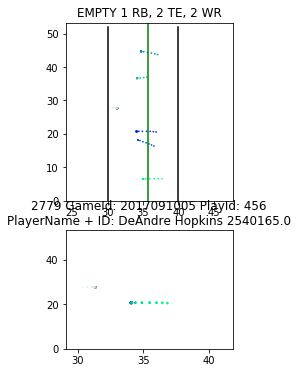 EMPTY 1 RB, 2 TE, 2 WR
50
40
30
20
10
0
25 30 35 40 45
2779 GameId: 2017091005 PlayId: 456
PlayerName + ID: DeAndre Hopkins 2540165.0
40
20
0
30 35 40